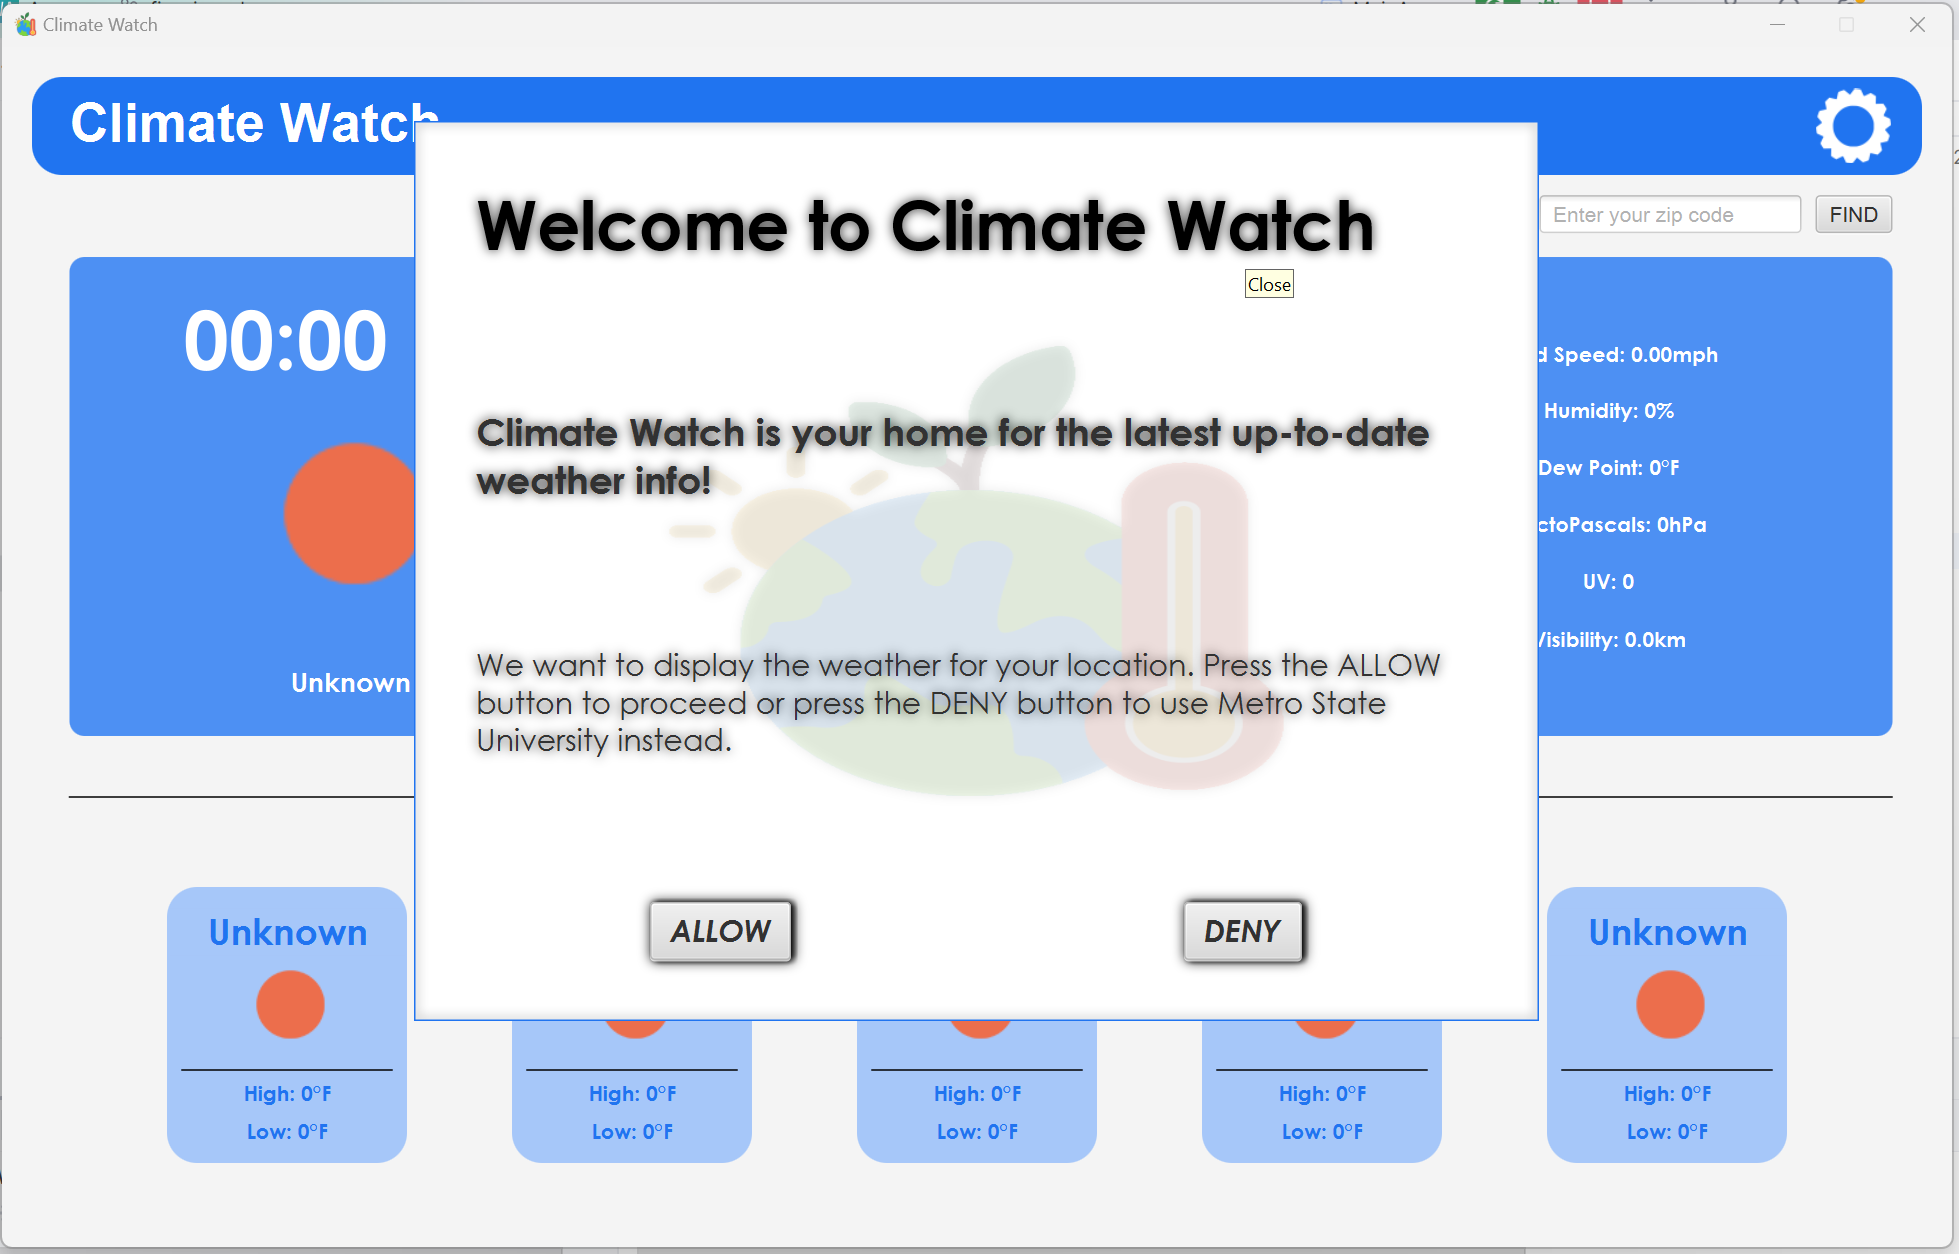 Climate Watch
Climate Watch
Welcome to Climate Watch
FIND
Enter your zip code
Close
00:00
Climate Watch is your home for the latest up-to-date
weather info!
Speed: 0.00mph
Humidity: 0%
Dew Point: 0°F
0hPa
UV: 0
0.0km
Unknown
We want to display the weather for your location. Press the ALLOW
button to proceed or press the DENY button to use Metro State
University instead.
ALLOW
DENY
Unknown
Unknown
High: 0°F
High: 0°F
High: 0°F
High: 0°F
High: 0°F
Low: 0°F
Low: 0°F
Low: 0°F
Low: 0°F
Low: 0°F